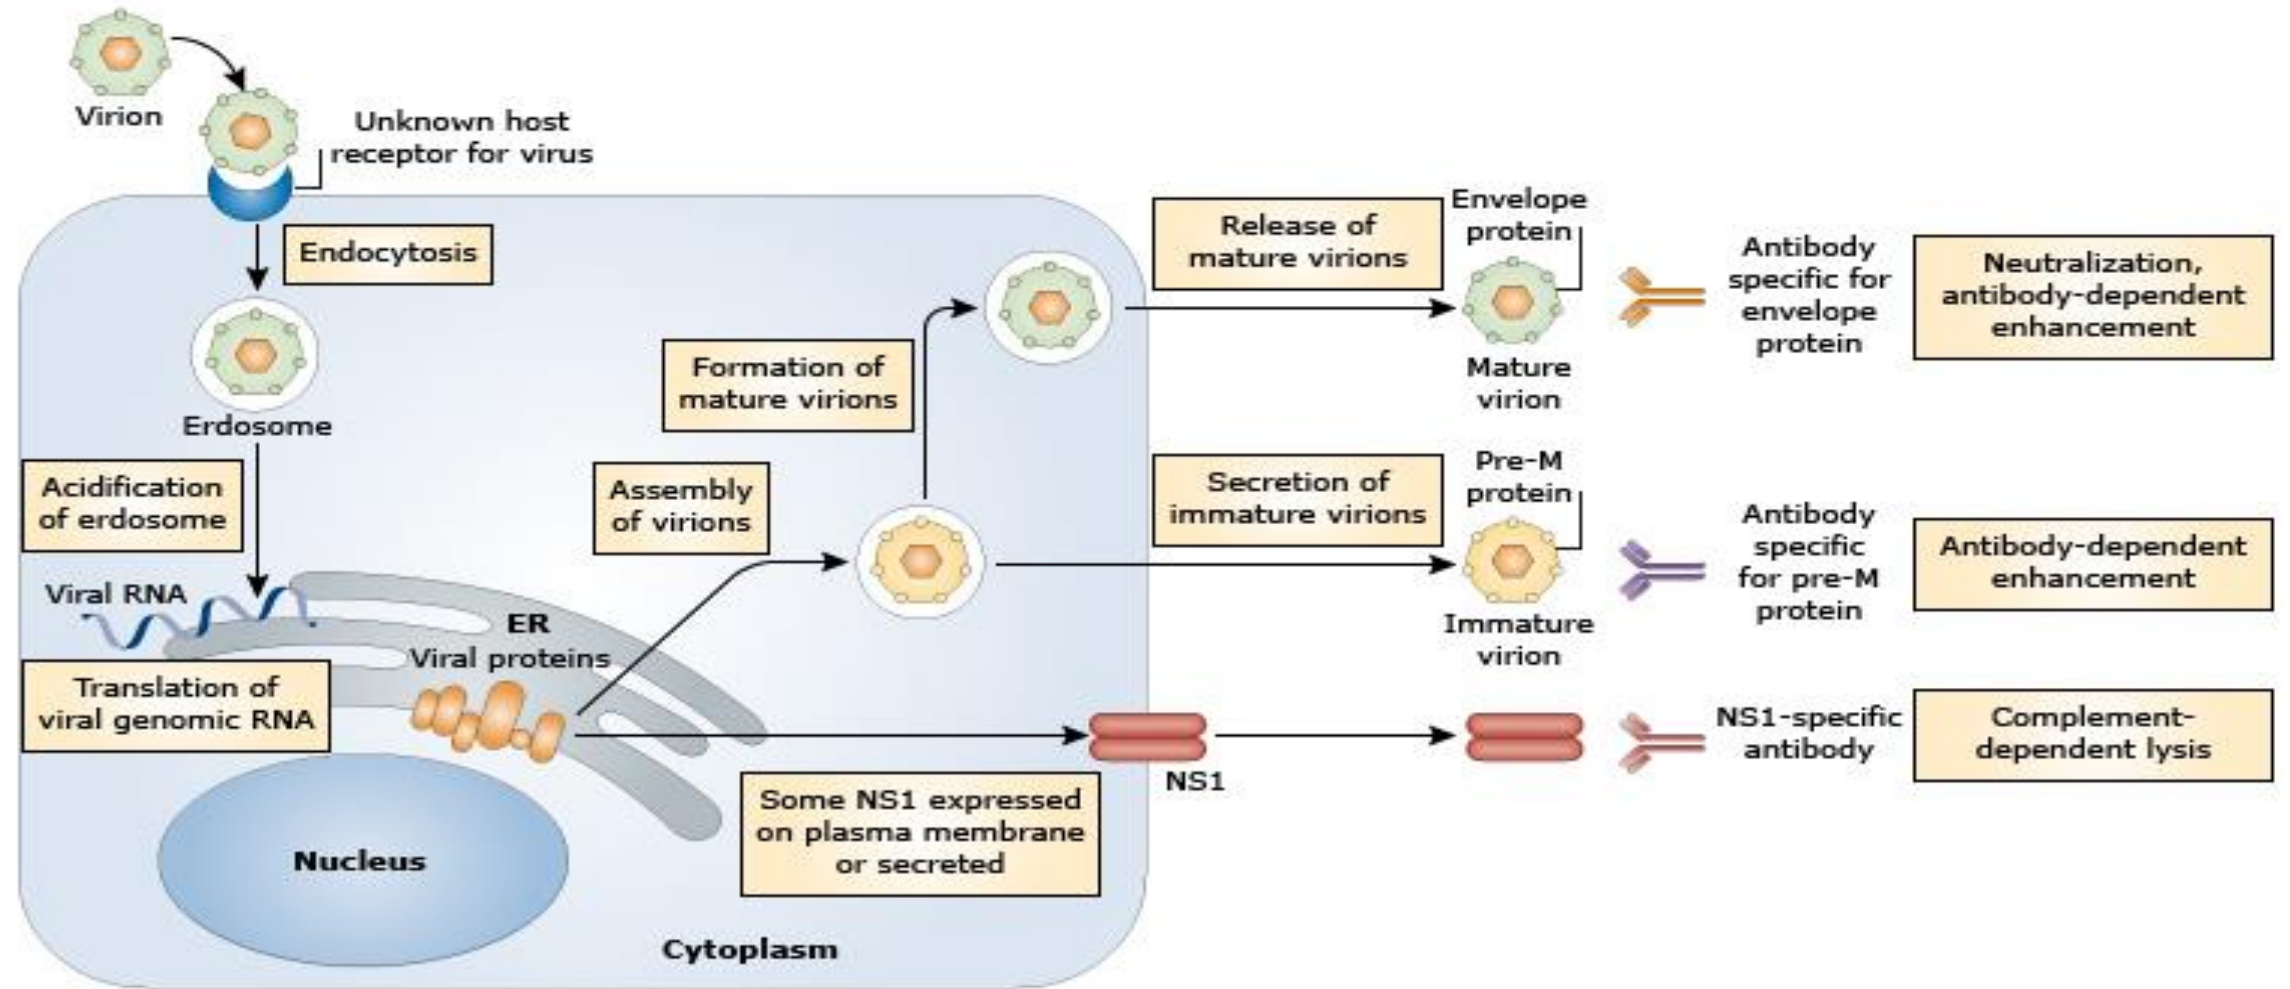 Virion
Unknown host
receptor for virus
Endocytosis
Erdosome
Acidification
of erdosome
Viral RNA
ER
Viral proteins
Translation of
viral genomic RNA
Nucleus
Cytoplasm
Assembly
of virions
Formation of
mature virions
Some NS1 expressed
on plasma membrane
or secreted
NS1
Release of
mature virions
Envelope
protein
Mature
virion
Antibody
specific for
envelope
protein
Neutralization,
antibody-dependent
enhancement
Secretion of
immature virions
Pre-M
protein
Immature
virion
Antibody
specific
for pre-M
protein
Antibody-dependent
enhancement
NS1-specific
antibody
Complement-
dependent lysis